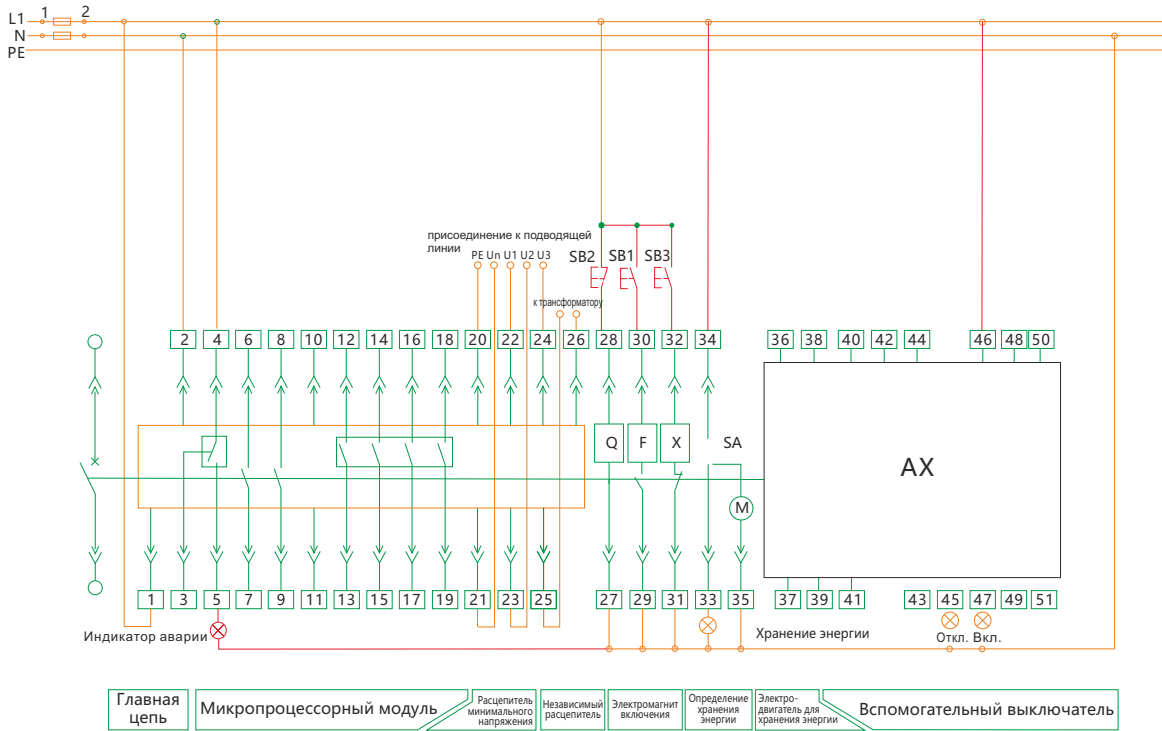 L1 1 2
N
PE
присоединение к подводящей
линии
PE Un U1 U2 U3
SB2 SB1 SB3
к трансформатору
2 4 6 8 10 12 14 16 18 20 22 24 26 28 30 32 34 36 38 40 42 44 46 48 50
Q F X SA
AX
M
1 3 5 7 9 11 13 15 17 19 21 23 25 27 29 31 33 35 37 39 41 43 45 47 49 51
Индикатор аварии
Хранение энергии
Откл. Вкл.
Главная
цепь
Микропроцессорный модуль
Расцепитель
минимального
напряжения
Независимый
расцепитель
Электромагнит
включения
Определение
хранения
энергии
Электро-
двигатель для
хранения энергии
Вспомогательный выключатель